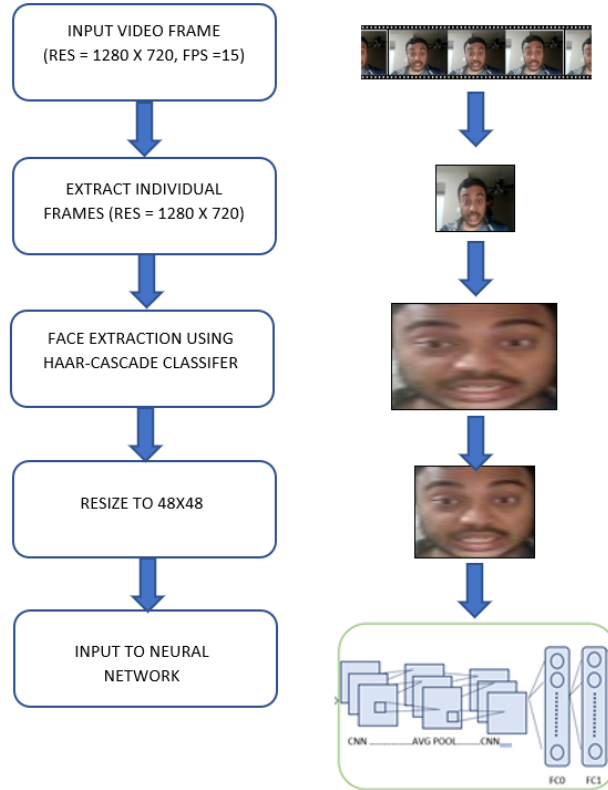 INPUT VIDEO FRAME
(RES = 1280 X 720, FPS =15)
EXTRACT INDIVIDUAL
FRAMES (RES = 1280 X 720)
FACE EXTRACTION USING
HAAR-CASCADE CLASSIFER
RESIZE TO 48X48
INPUT TO NEURAL
NETWORK
CNN ................AVG POOL........CNN
FC0 FC1